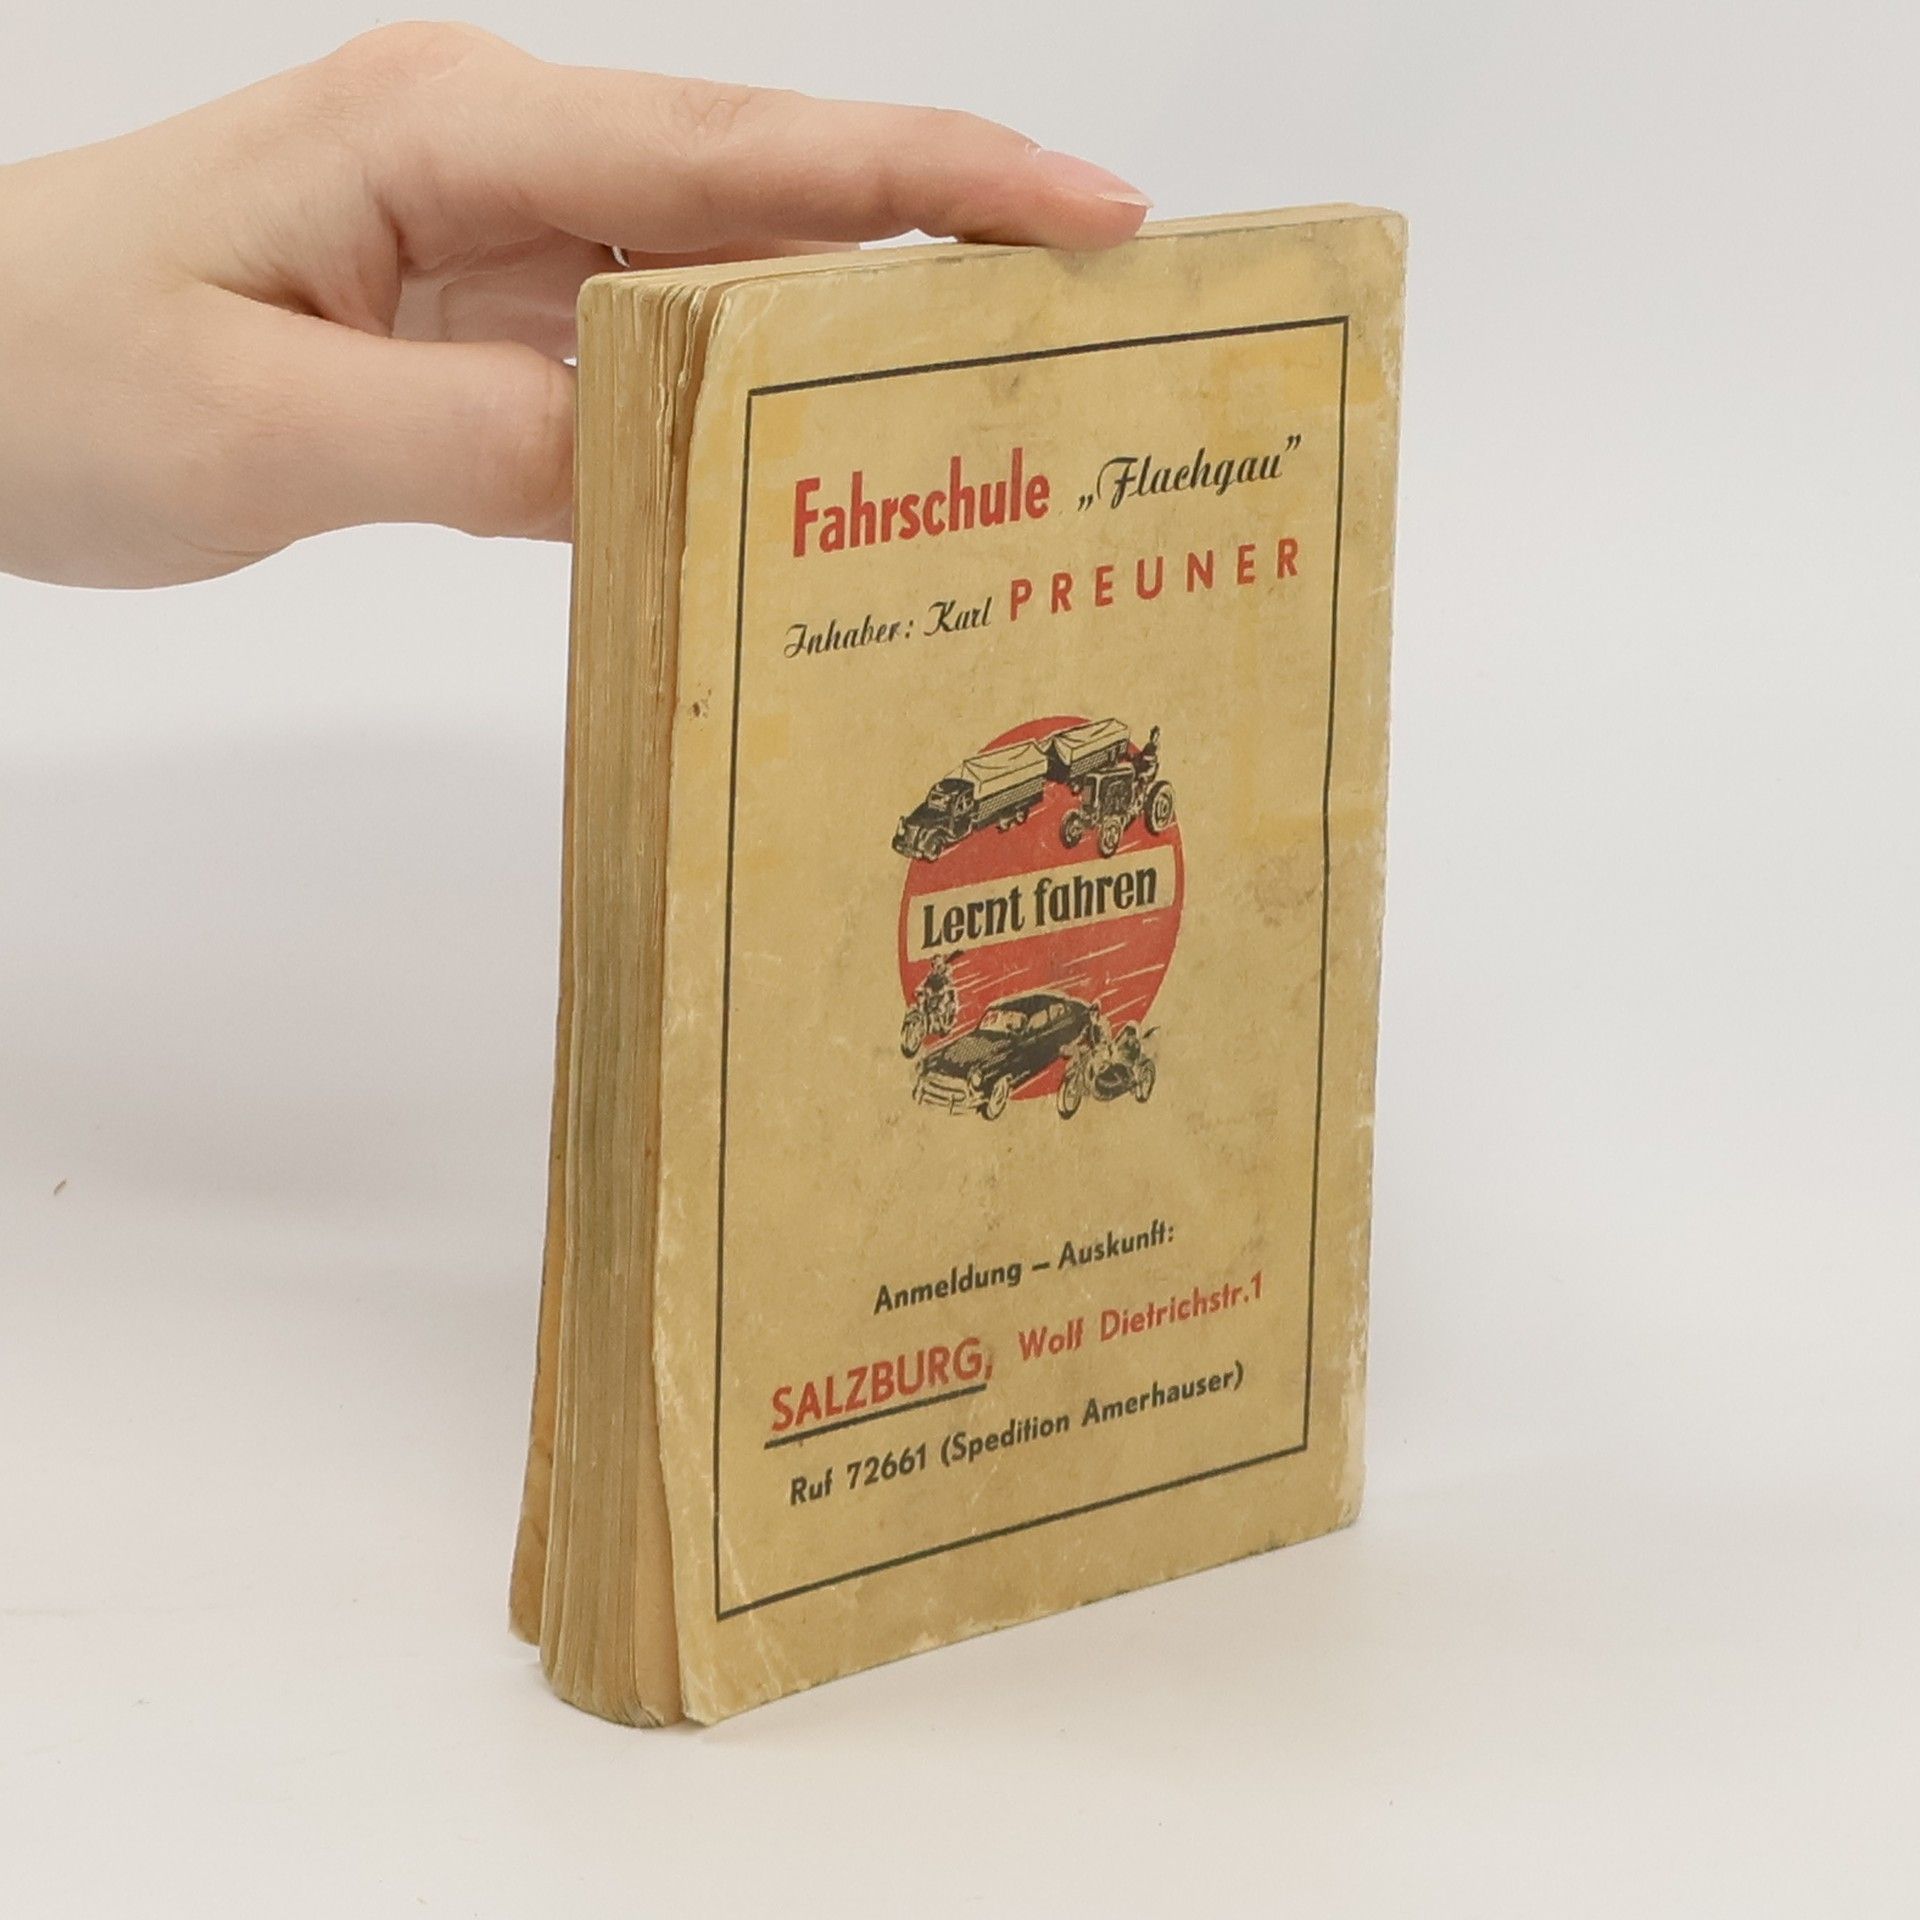 Fahrschule „Flachgau”
Inhaber: Karl PREUNER
Lernt fahren
Anmeldung – Auskunft:
SALZBURG, Wolf Dietrichstr.1
Ruf 72661 (Spedition Amerhauser)